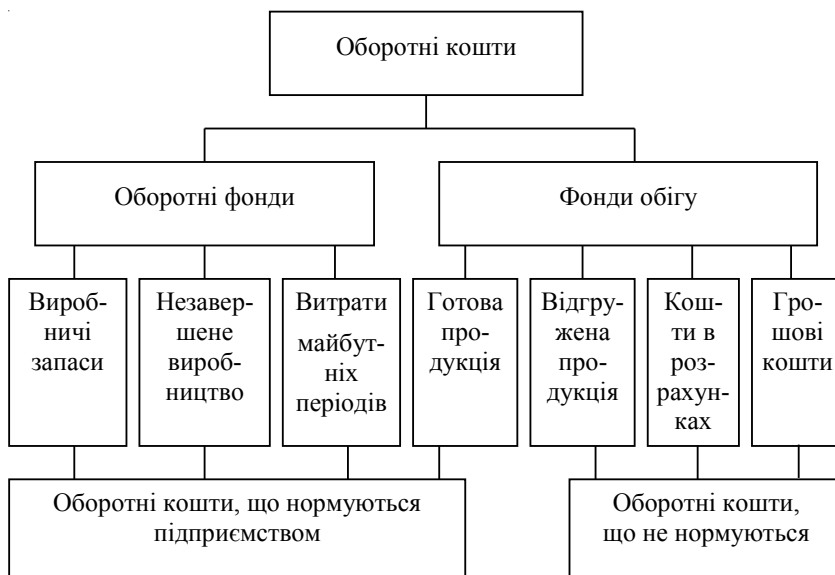 Оборотні кошти
Оборотні фонди
Фонди обігу
Вироб-
ничі
запаси
Незавер-
шене
вироб-
ництво
Витрати
майбут-
ніх
періодів
Готова
про-
дукція
Відгру-
жена
про-
дукція
Кош-
ти в
роз-
рахун-
ках
Гро-
шові
кошти
Оборотні кошти, що нормуються
підприємством
Оборотні кошти,
що не нормуються